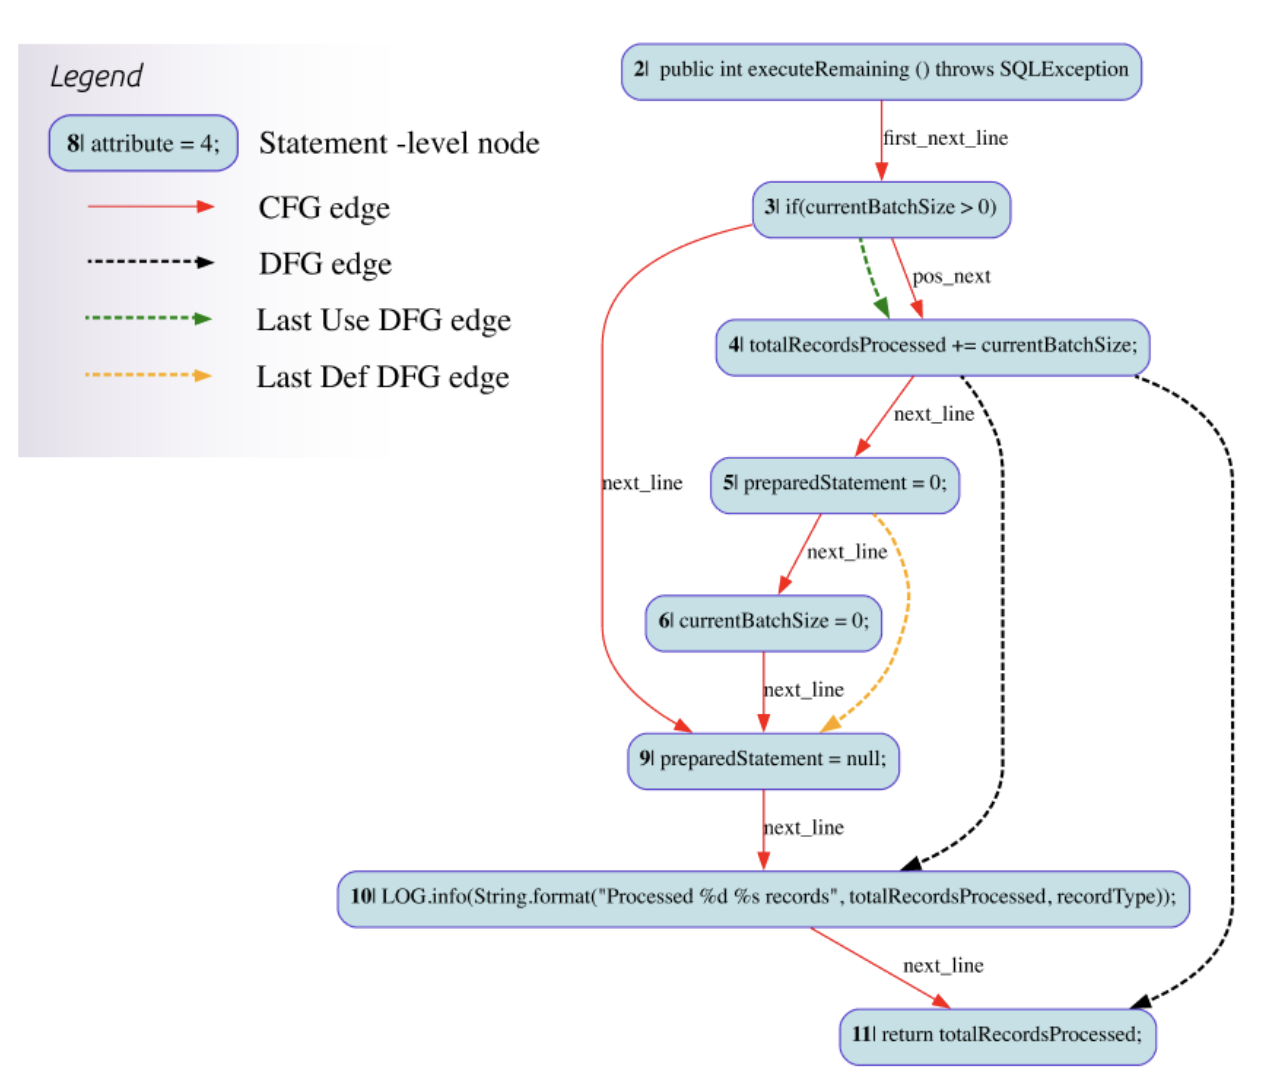 Legend
8| attribute = 4;
Statement -level node
CFG edge
DFG edge
Last Use DFG edge
Last Def DFG edge
2| public int executeRemaining () throws SQLException
first_next_line
3| if(currentBatchSize > 0)
pos_next
4| totalRecordsProcessed += currentBatchSize;
next_line
next_line
5| preparedStatement = 0;
next_line
6| currentBatchSize = 0;
next_line
9| preparedStatement = null;
next_line
10| LOG.info(String.format("Processed %d %s records", totalRecordsProcessed, recordType));
next_line
11| return totalRecordsProcessed;